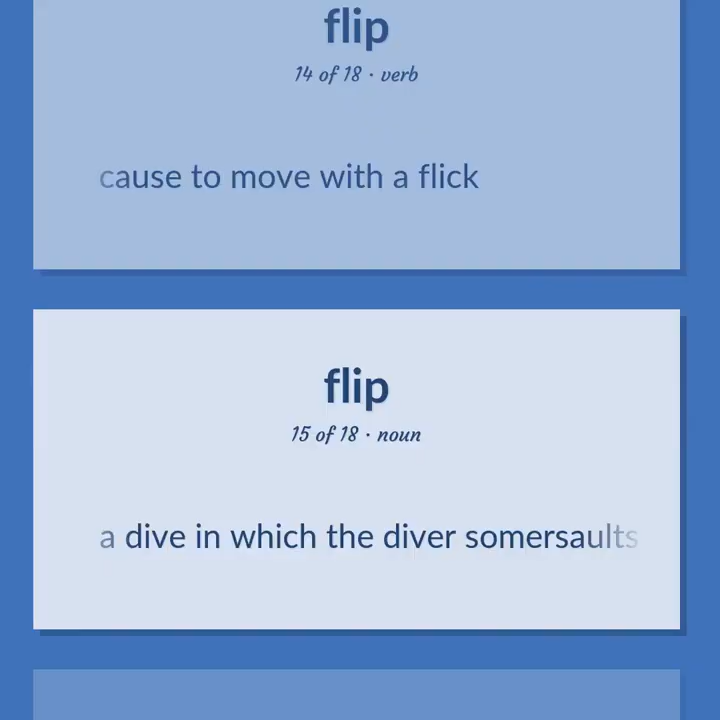 flip
14 of 18 · verb
cause to move with a flick
flip
15 of 18 · noun
a dive in which the diver somersaults